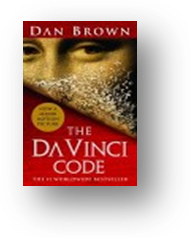 DAN BROWN
THE
DA VINCI
CODE
THE #1 WORLDWIDE BESTSELLER